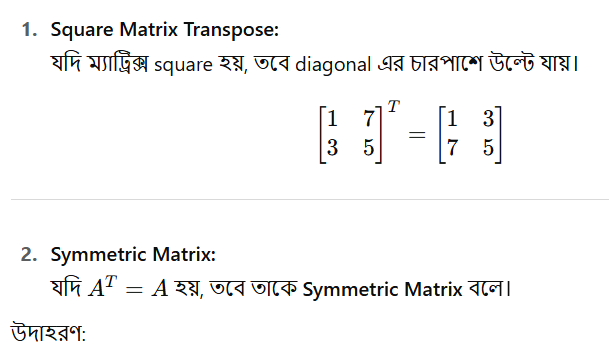 1. Square Matrix Transpose:
যদি ম্যাট্রিক্স square হয়, তবে diagonal এর চারপাশে উল্টে যায়।
[1 7
3 5]^T = [1 3
7 5]
2. Symmetric Matrix:
যদি A^T = A হয়, তবে তাকে Symmetric Matrix বলে।
উদাহরণ: